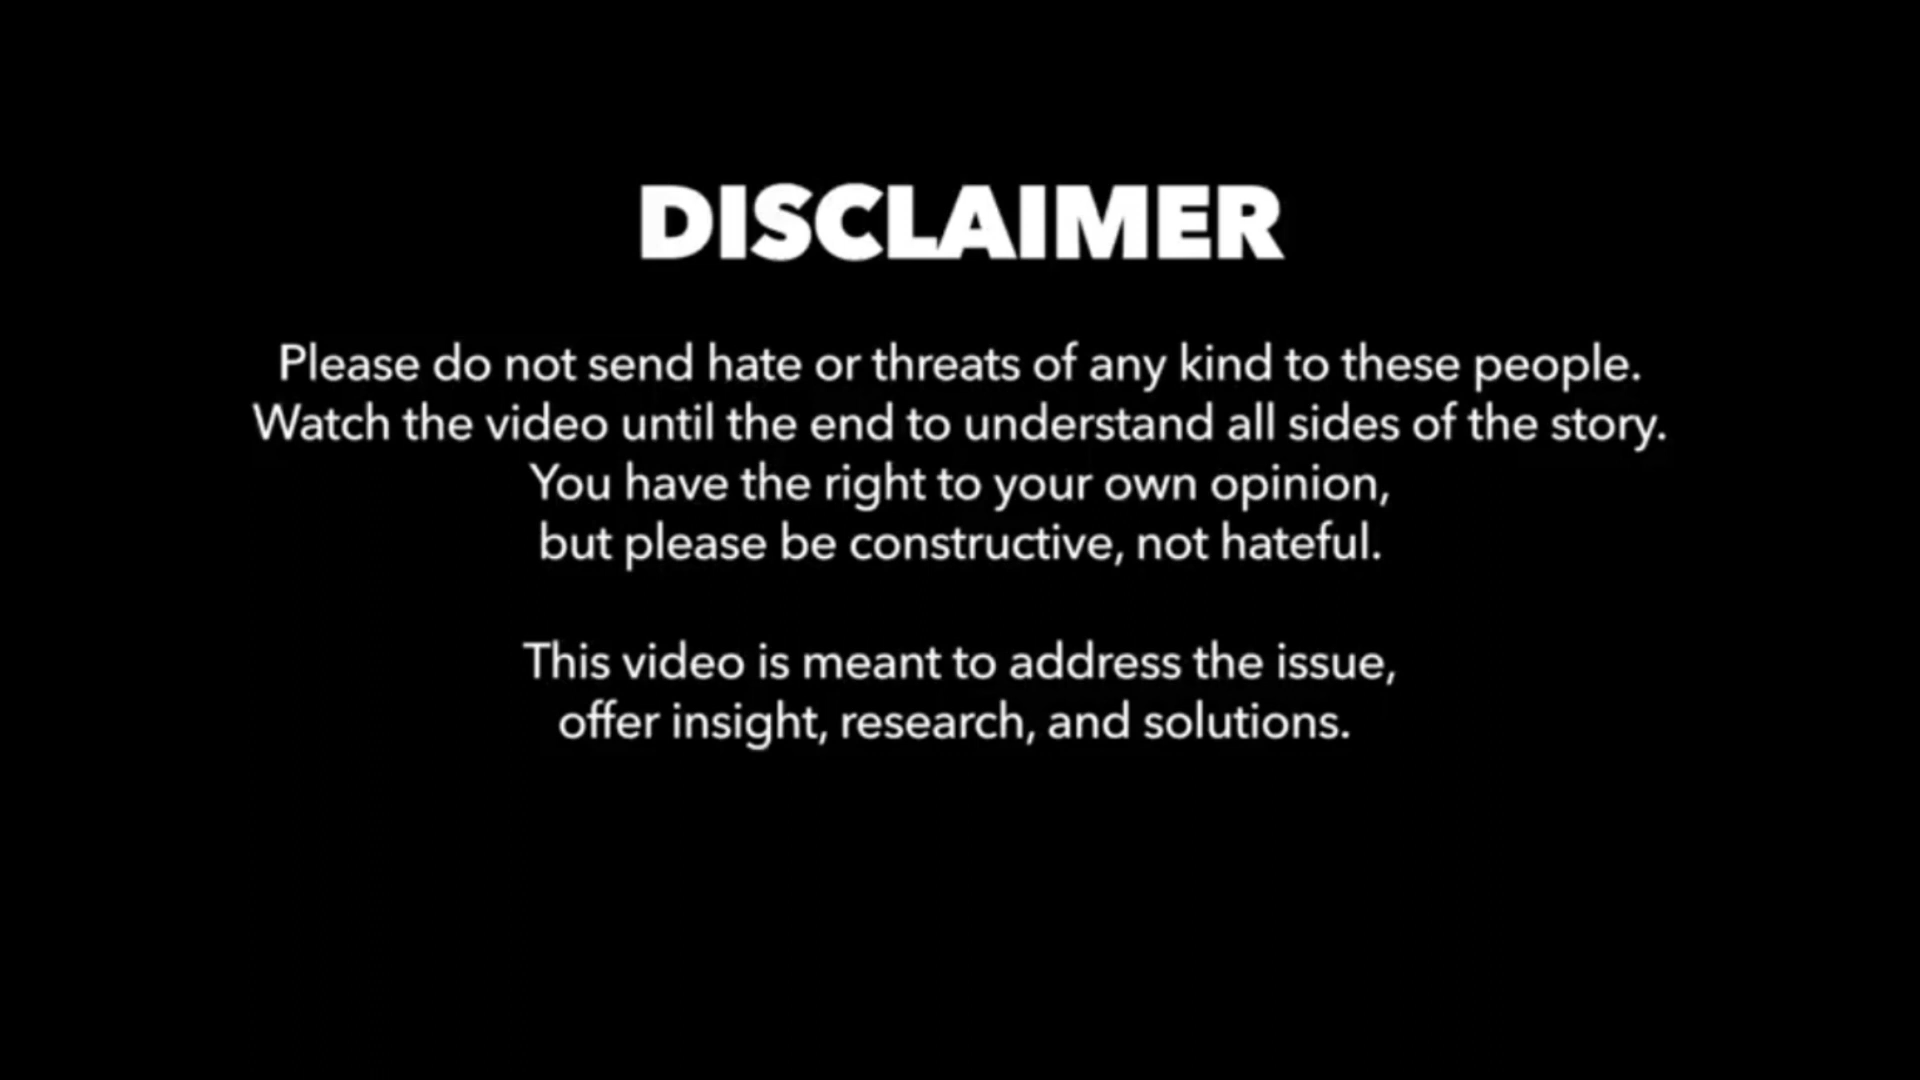 DISCLAIMER
Please do not send hate or threats of any kind to these people.
Watch the video until the end to understand all sides of the story.
You have the right to your own opinion,
but please be constructive, not hateful.
This video is meant to address the issue,
offer insight, research, and solutions.